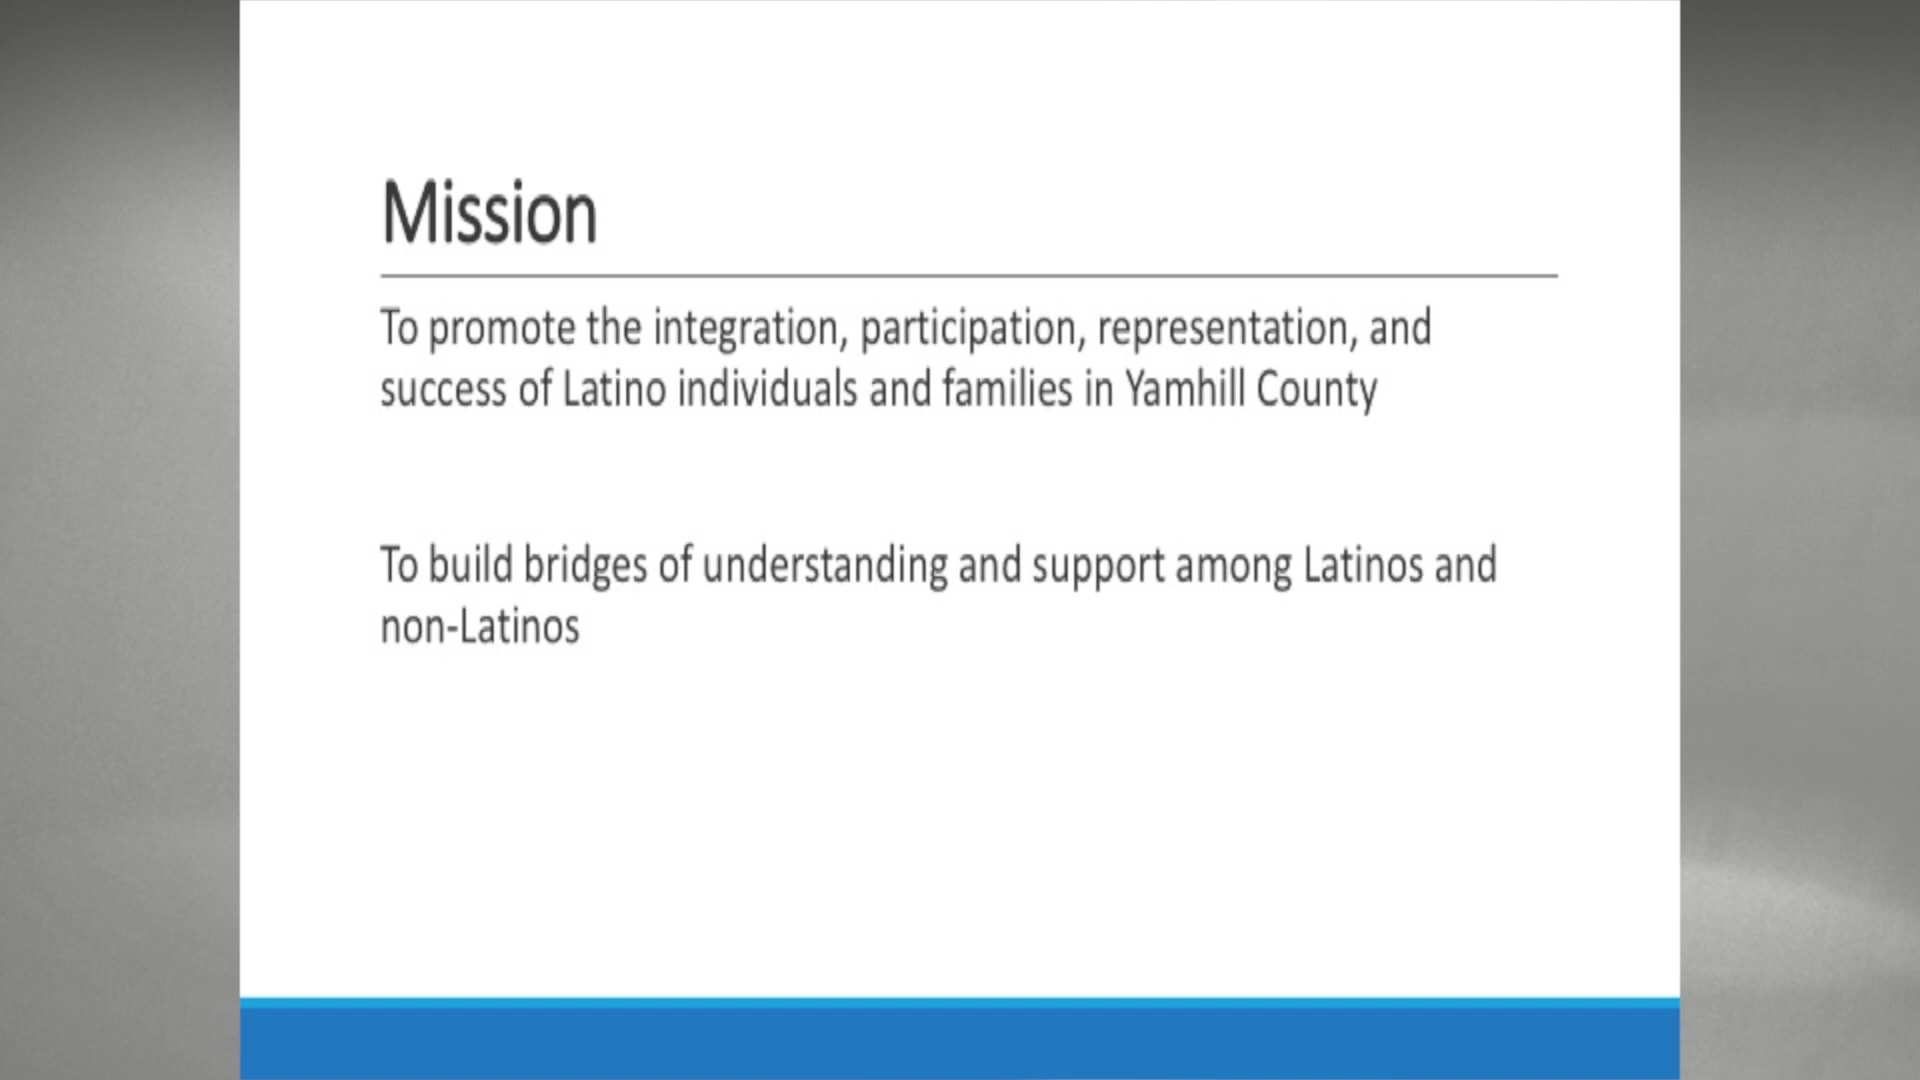 Mission
To promote the integration, participation, representation, and
success of Latino individuals and families in Yamhill County
To build bridges of understanding and support among Latinos and
non-Latinos